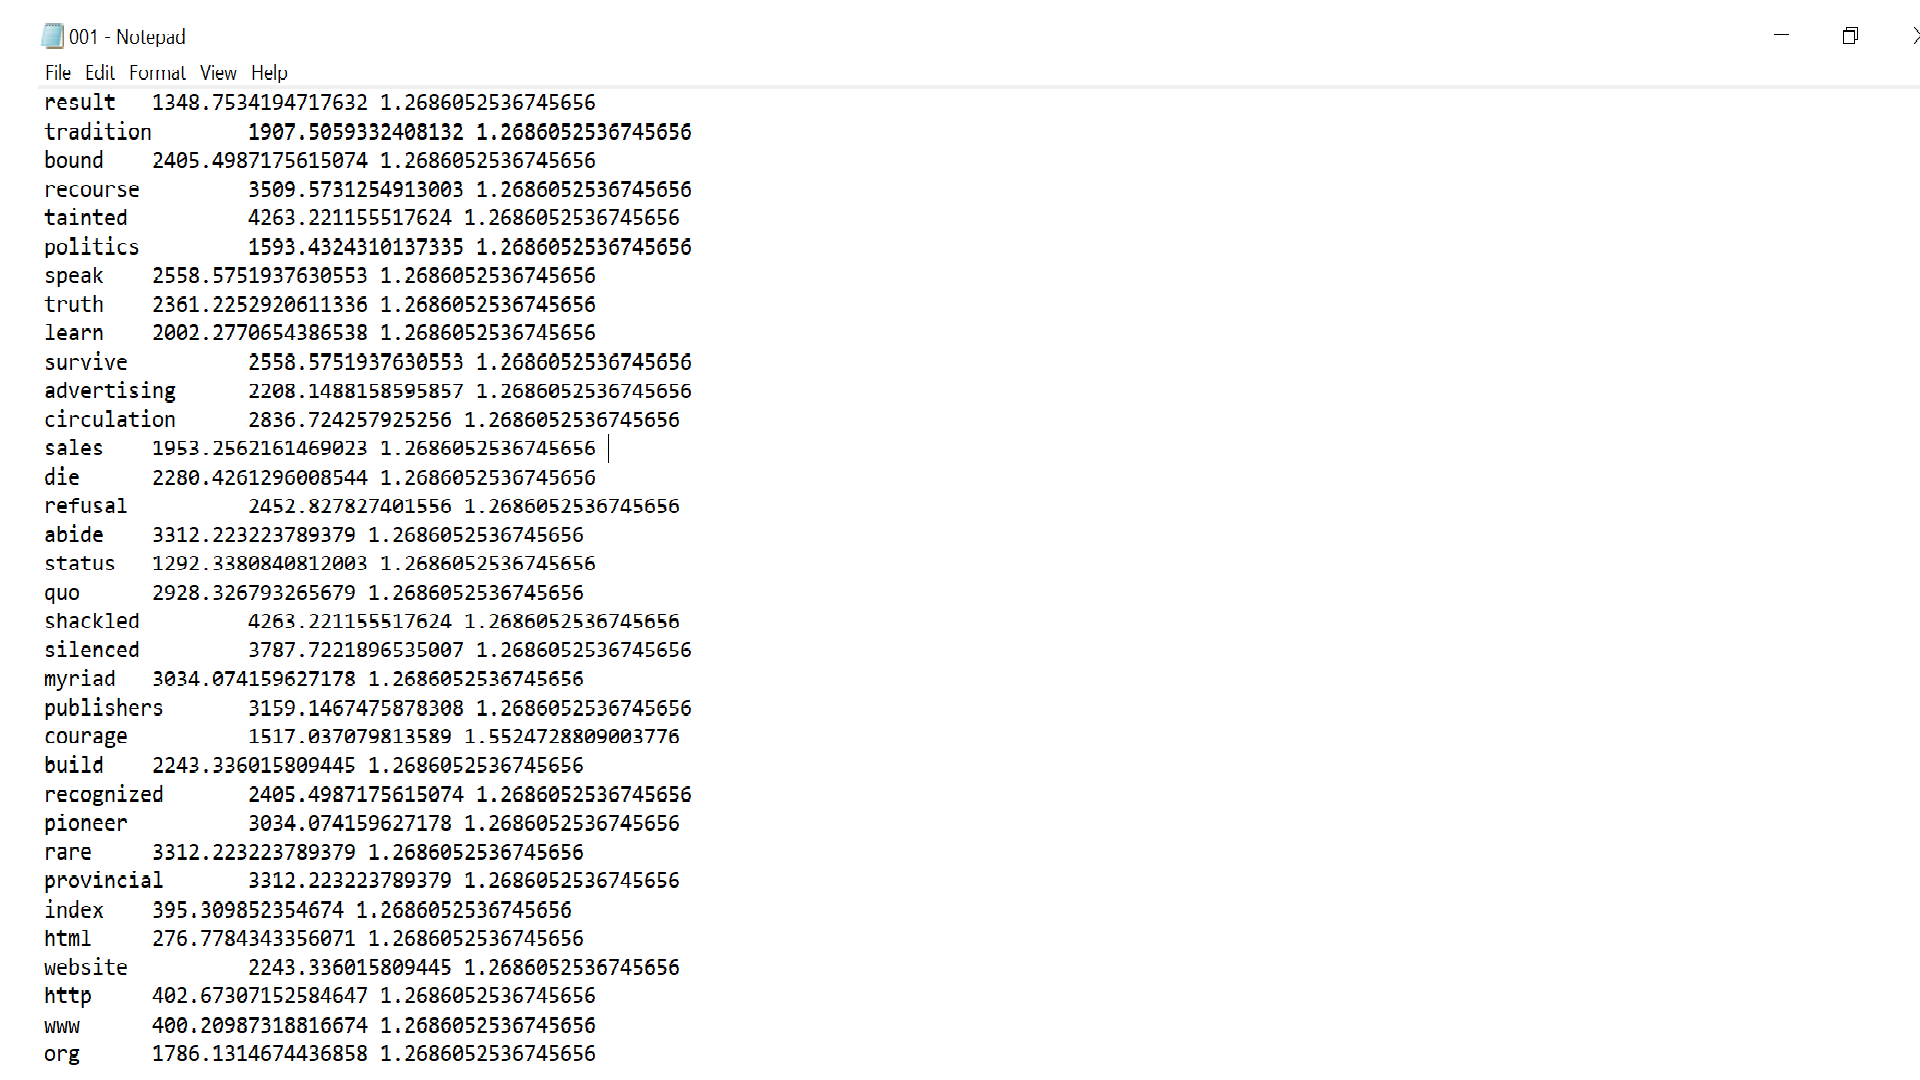 001 - Notepad
File Edit Format View Help
result 1348.7534194717632 1.2686052536745656
tradition 1907.5059332408132 1.2686052536745656
bound 2405.4987175615074 1.2686052536745656
recourse 3509.5731254913003 1.2686052536745656
tainted 4263.221155517624 1.2686052536745656
politics 1593.4324310137335 1.2686052536745656
speak 2558.5751937630553 1.2686052536745656
truth 2361.2252920611336 1.2686052536745656
learn 2002.2770654386538 1.2686052536745656
survive 2558.5751937630553 1.2686052536745656
advertising 2208.1488158595857 1.2686052536745656
circulation 2836.724257925256 1.2686052536745656
sales 1953.2562161469023 1.2686052536745656
die 2280.4261296008544 1.2686052536745656
refusal 2452.827827401556 1.2686052536745656
abide 3312.223223789379 1.2686052536745656
status 1292.3380840812003 1.2686052536745656
quo 2928.326793265679 1.2686052536745656
shackled 4263.221155517624 1.2686052536745656
silenced 3787.7221896535007 1.2686052536745656
myriad 3034.074159627178 1.2686052536745656
publishers 3159.1467475878308 1.2686052536745656
courage 1517.037079813589 1.5524728809003776
build 2243.336015809445 1.2686052536745656
recognized 2405.4987175615074 1.2686052536745656
pioneer 3034.074159627178 1.2686052536745656
rare 3312.223223789379 1.2686052536745656
provincial 3312.223223789379 1.2686052536745656
index 395.309852354674 1.2686052536745656
html 276.7784343356071 1.2686052536745656
website 2243.336015809445 1.2686052536745656
http 402.67307152584647 1.2686052536745656
www 400.20987318816674 1.2686052536745656
org 1786.1314674436858 1.2686052536745656